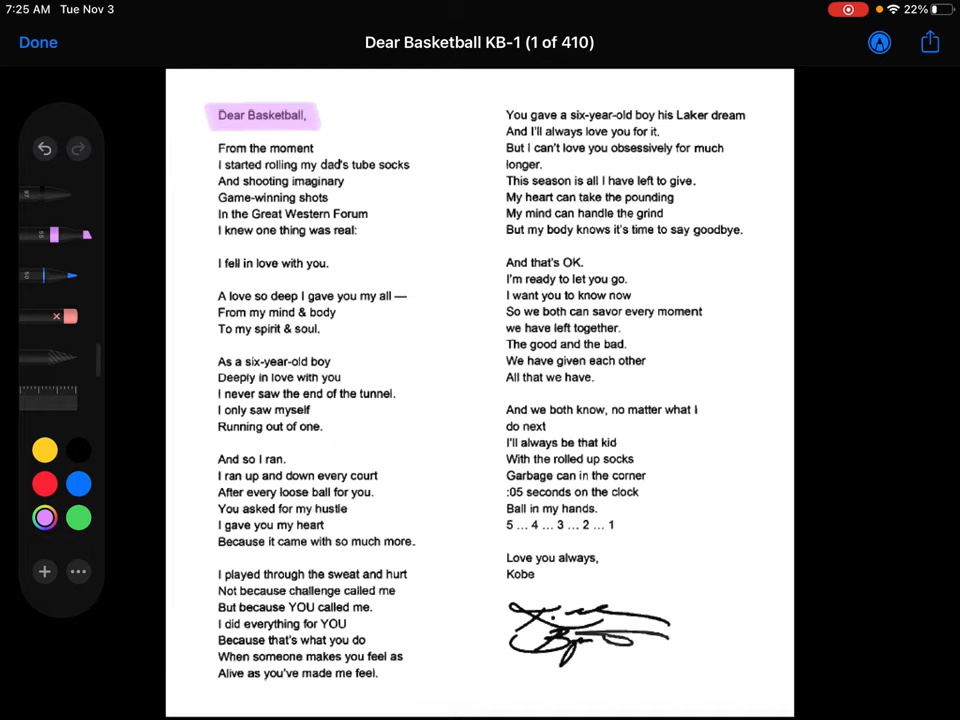 7:25 AM Tue Nov 3
22%
Done
Dear Basketball KB-1 (1 of 410)
Dear Basketball,
From the moment
I started rolling my dad's tube socks
And shooting imaginary
Game-winning shots
In the Great Western Forum
I knew one thing was real:
I fell in love with you.
A love so deep I gave you my all —
From my mind & body
To my spirit & soul.
As a six-year-old boy
Deeply in love with you
I never saw the end of the tunnel.
I only saw myself
Running out of one.
And so I ran.
I ran up and down every court
After every loose ball for you.
You asked for my hustle
I gave you my heart
Because it came with so much more.
I played through the sweat and hurt
Not because challenge called me
But because YOU called me.
I did everything for YOU
Because that's what you do
When someone makes you feel as
Alive as you've made me feel.
You gave a six-year-old boy his Laker dream
And I'll always love you for it.
But I can't love you obsessively for much
longer.
This season is all I have left to give.
My heart can take the pounding
My mind can handle the grind
But my body knows it's time to say goodbye.
And that's OK.
I'm ready to let you go.
I want you to know now
So we both can savor every moment
we have left together.
The good and the bad.
We have given each other
All that we have.
And we both know, no matter what I
do next
I'll always be that kid
With the rolled up socks
Garbage can in the corner
:05 seconds on the clock
Ball in my hands.
5 … 4 … 3 … 2 … 1
Love you always,
Kobe